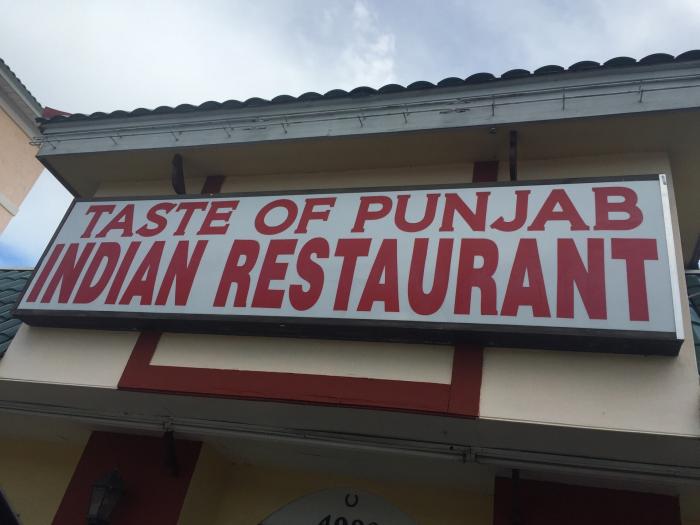 TASTE OF PUNJAB
INDIAN RESTAURANT